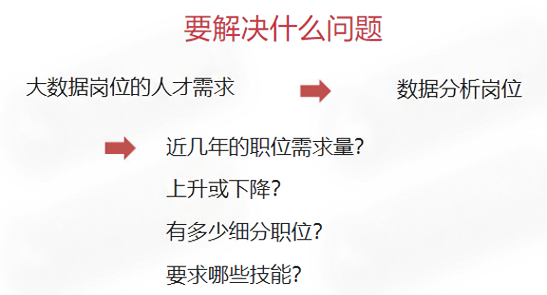 要解决什么问题
大数据岗位的人才需求 数据分析岗位
近几年的职位需求量?
上升或下降?
有多少细分职位?
要求哪些技能?